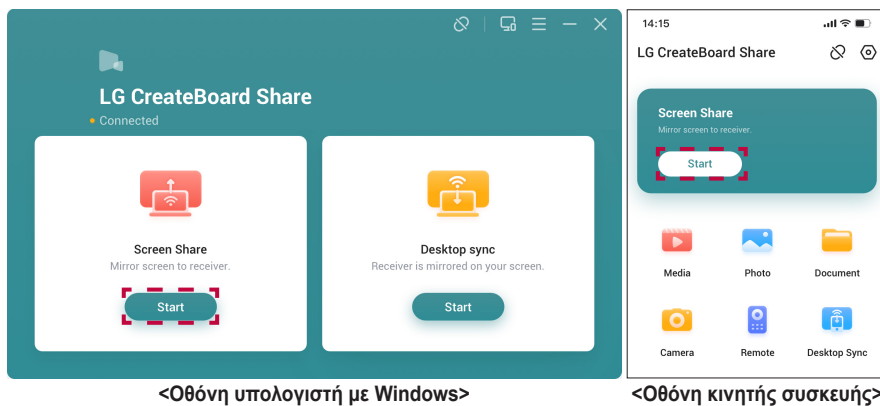 LG CreateBoard Share
Connected
Screen Share
Mirror screen to receiver.
Start
Desktop sync
Receiver is mirrored on your screen.
Start
<Οθόνη υπολογιστή με Windows>
14:15
LG CreateBoard Share
Screen Share
Mirror screen to receiver.
Start
Media
Photo
Document
Camera
Remote
Desktop Sync
<Οθόνη κινητής συσκευής>